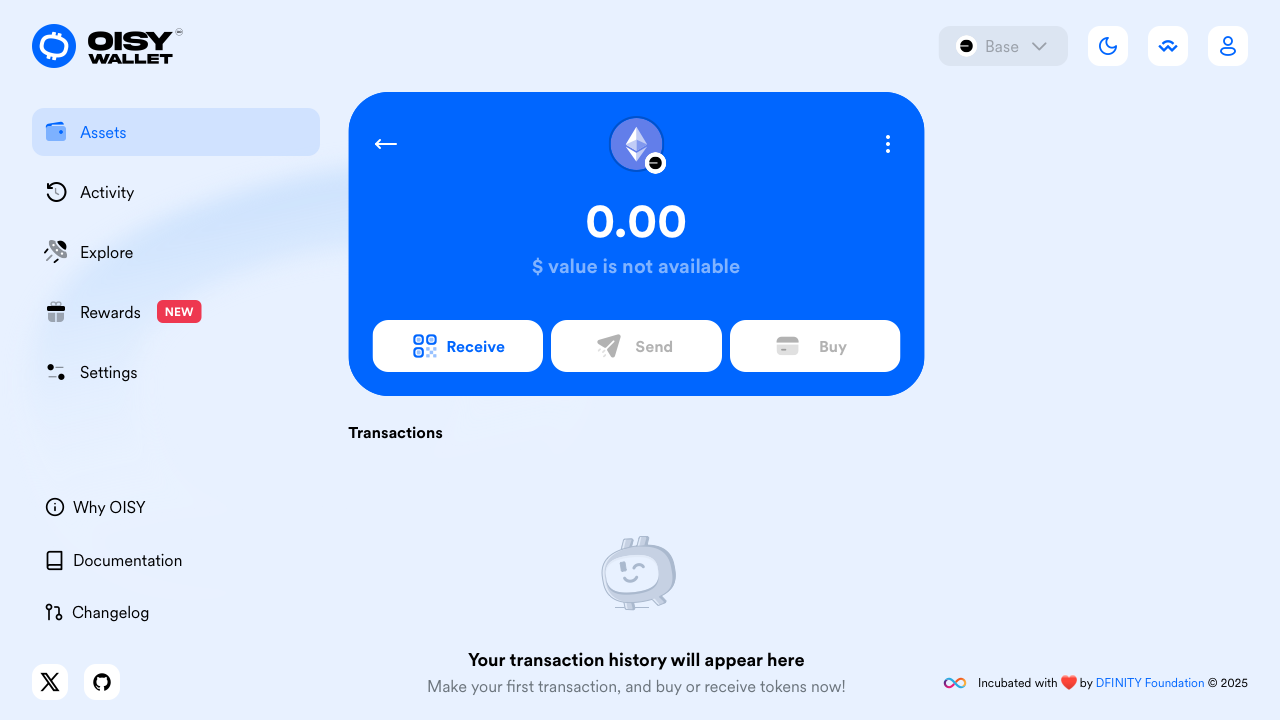 OISY
WALLET
Base
Assets
Activity
Explore
Rewards NEW
Settings
0.00
$ value is not available
Receive
Send
Buy
Transactions
Why OISY
Documentation
Changelog
Your transaction history will appear here
Make your first transaction, and buy or receive tokens now!
Incubated with ❤️ by DFINITY Foundation © 2025